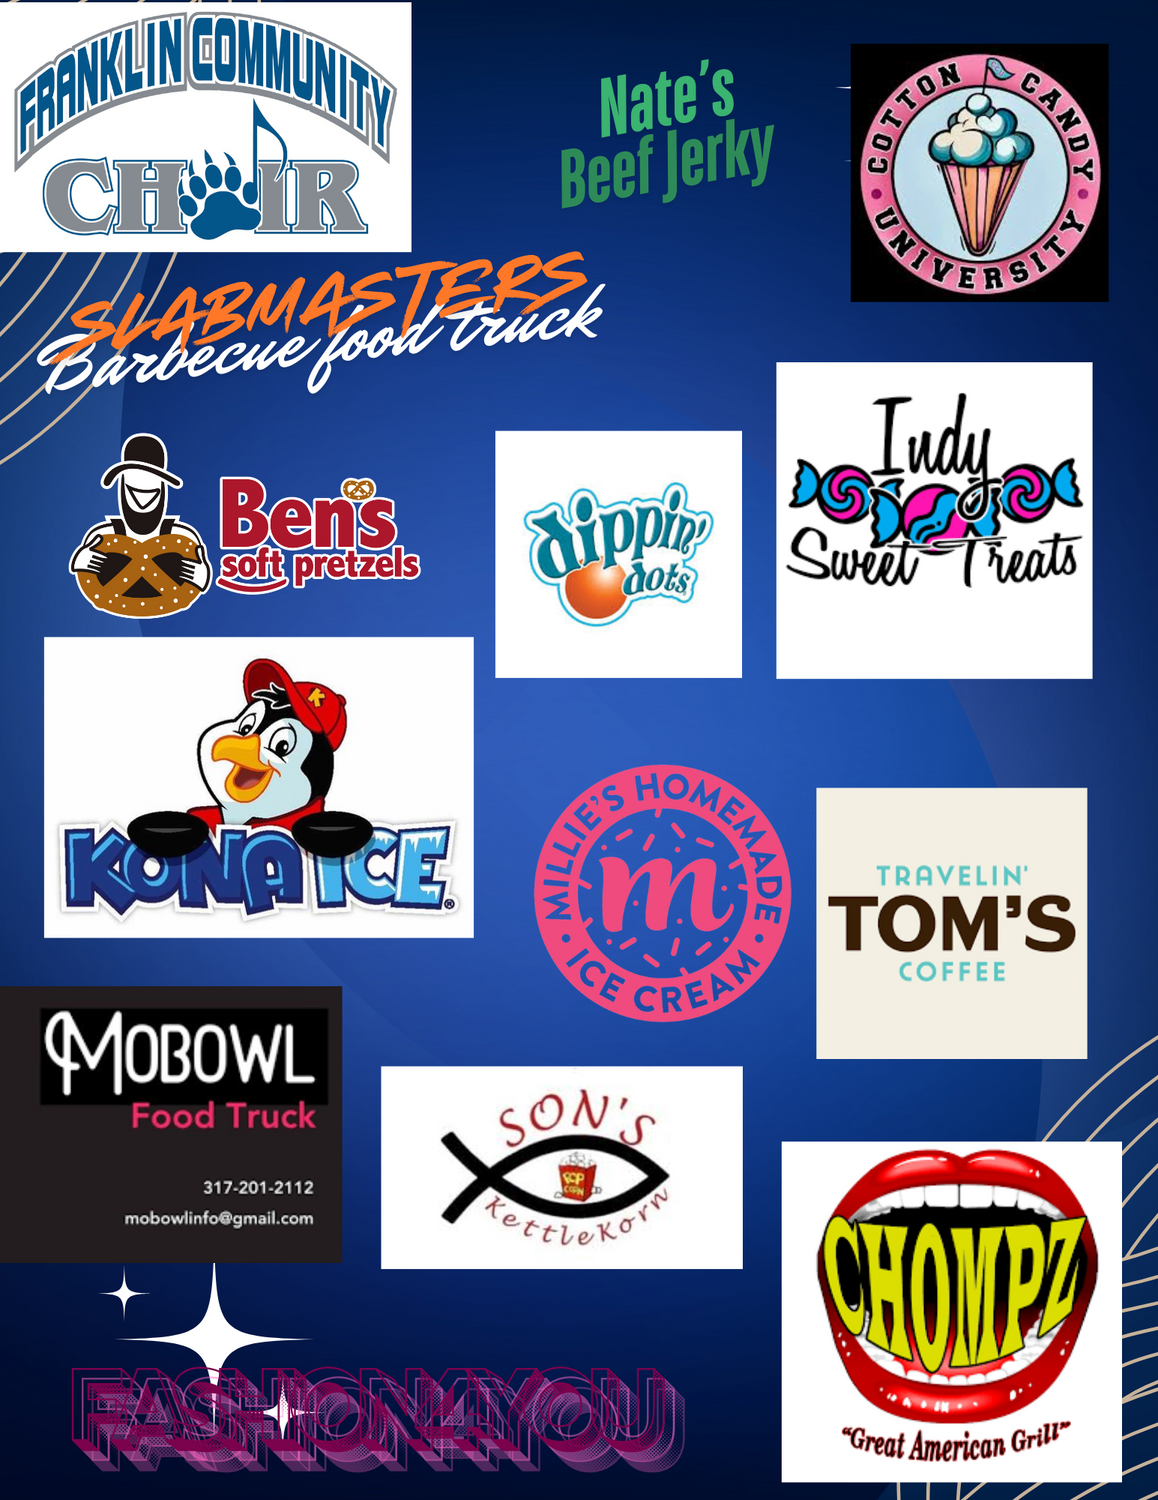 FRANKLIN COMMUNITY
CHOIR
Nate's
Beef Jerky
COTTON CANDY
UNIVERSITY
SLABMASTERS
Barbecue food truck
Ben's
soft pretzels
dippin'
dots
Indy
Sweet Treats
K
KONA ICE®
MILLIE'S HOMEMADE
m
ICE CREAM
TRAVELIN'
TOM'S
COFFEE
MOBOWL
Food Truck
317-201-2112
mobowlinfo@gmail.com
SON'S
POP
CORN
KettleKorn
CHOMPZ
“Great American Grill”
FASHION4YOU